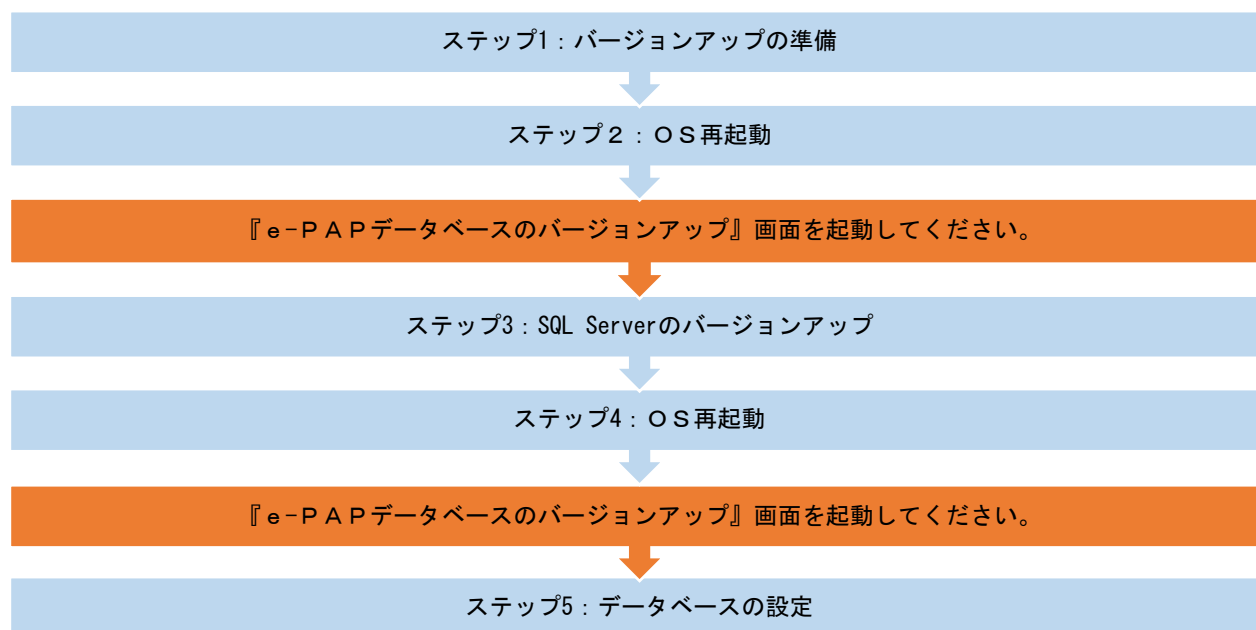 ステップ1：バージョンアップの準備
ステップ２：ＯＳ再起動
『ｅ−ＰＡＰデータベースのバージョンアップ』画面を起動してください。
ステップ3：SQL Serverのバージョンアップ
ステップ4：ＯＳ再起動
『ｅ−ＰＡＰデータベースのバージョンアップ』画面を起動してください。
ステップ5：データベースの設定